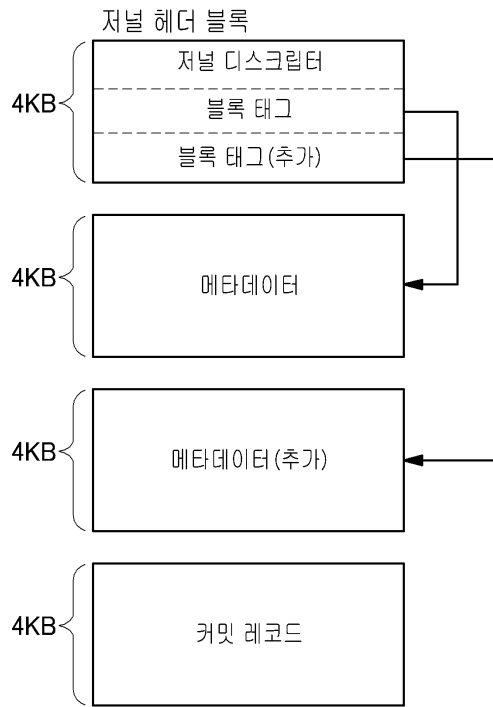 저널 헤더 블록
저널 디스크립터
4KB
블록 태그
블록 태그(추가)
4KB
메타데이터
4KB
메타데이터(추가)
4KB
커밋 레코드